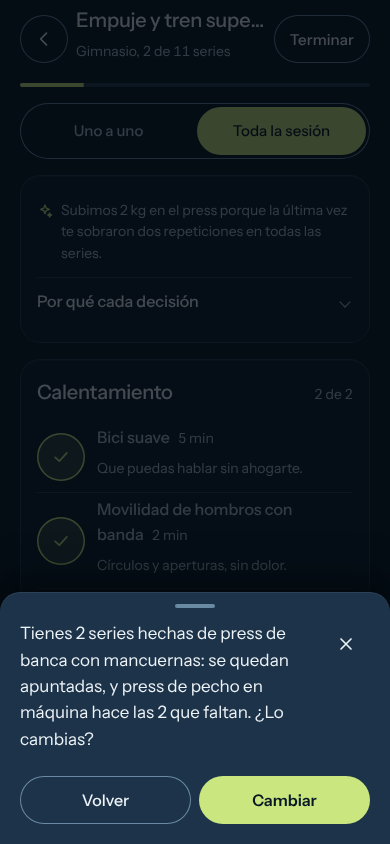 Empuje y tren supe...
Gimnasio, 2 de 11 series
Terminar
Uno a uno
Toda la sesión
Subimos 2 kg en el press porque la última vez
te sobraron dos repeticiones en todas las
series.
Por qué cada decisión
Calentamiento
2 de 2
Bici suave 5 min
Que puedas hablar sin ahogarte.
Movilidad de hombros con
banda 2 min
Círculos y aperturas, sin dolor.
Tienes 2 series hechas de press de
banca con mancuernas: se quedan
apuntadas, y press de pecho en
máquina hace las 2 que faltan. ¿Lo
cambias?
Volver
Cambiar